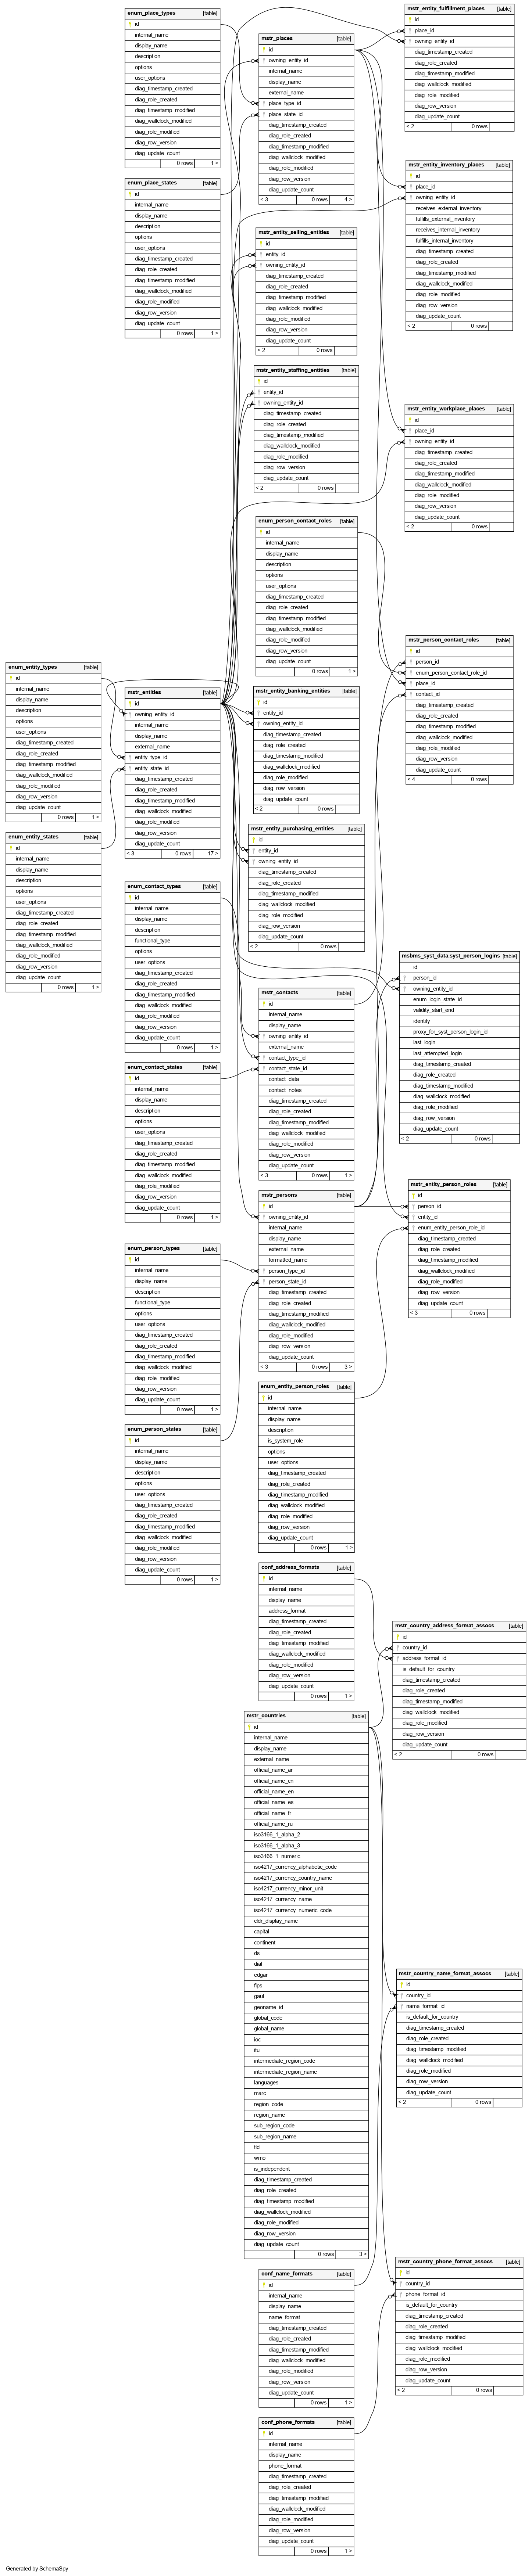 enum_place_types [table]
id
internal_name
display_name
description
options
user_options
diag_timestamp_created
diag_role_created
diag_timestamp_modified
diag_wallclock_modified
diag_role_modified
diag_row_version
diag_update_count
0 rows 1 >
enum_place_states [table]
id
internal_name
display_name
description
options
user_options
diag_timestamp_created
diag_role_created
diag_timestamp_modified
diag_wallclock_modified
diag_role_modified
diag_row_version
diag_update_count
0 rows 1 >
mstr_places [table]
id
owning_entity_id
internal_name
display_name
external_name
place_type_id
place_state_id
diag_timestamp_created
diag_role_created
diag_timestamp_modified
diag_wallclock_modified
diag_role_modified
diag_row_version
diag_update_count
< 3 0 rows 4 >
mstr_entity_fulfillment_places [table]
id
place_id
owning_entity_id
diag_timestamp_created
diag_role_created
diag_timestamp_modified
diag_wallclock_modified
diag_role_modified
diag_row_version
diag_update_count
< 2 0 rows
mstr_entity_inventory_places [table]
id
place_id
owning_entity_id
receives_external_inventory
fulfills_external_inventory
receives_internal_inventory
fulfills_internal_inventory
diag_timestamp_created
diag_role_created
diag_timestamp_modified
diag_wallclock_modified
diag_role_modified
diag_row_version
diag_update_count
< 2 0 rows
mstr_entity_selling_entities [table]
id
entity_id
owning_entity_id
diag_timestamp_created
diag_role_created
diag_timestamp_modified
diag_wallclock_modified
diag_role_modified
diag_row_version
diag_update_count
< 2 0 rows
mstr_entity_staffing_entities [table]
id
entity_id
owning_entity_id
diag_timestamp_created
diag_role_created
diag_timestamp_modified
diag_wallclock_modified
diag_role_modified
diag_row_version
diag_update_count
< 2 0 rows
mstr_entity_workplace_places [table]
id
place_id
owning_entity_id
diag_timestamp_created
diag_role_created
diag_timestamp_modified
diag_wallclock_modified
diag_role_modified
diag_row_version
diag_update_count
< 2 0 rows
enum_person_contact_roles [table]
id
internal_name
display_name
description
options
user_options
diag_timestamp_created
diag_role_created
diag_timestamp_modified
diag_wallclock_modified
diag_role_modified
diag_row_version
diag_update_count
0 rows 1 >
mstr_person_contact_roles [table]
id
person_id
enum_person_contact_role_id
place_id
contact_id
diag_timestamp_created
diag_role_created
diag_timestamp_modified
diag_wallclock_modified
diag_role_modified
diag_row_version
diag_update_count
< 4 0 rows
enum_entity_types [table]
id
internal_name
display_name
description
options
user_options
diag_timestamp_created
diag_role_created
diag_timestamp_modified
diag_wallclock_modified
diag_role_modified
diag_row_version
diag_update_count
0 rows 1 >
enum_entity_states [table]
id
internal_name
display_name
description
options
user_options
diag_timestamp_created
diag_role_created
diag_timestamp_modified
diag_wallclock_modified
diag_role_modified
diag_row_version
diag_update_count
0 rows 1 >
mstr_entities [table]
id
owning_entity_id
internal_name
display_name
external_name
entity_type_id
entity_state_id
diag_timestamp_created
diag_role_created
diag_timestamp_modified
diag_wallclock_modified
diag_role_modified
diag_row_version
diag_update_count
< 3 0 rows 17 >
mstr_entity_banking_entities [table]
id
entity_id
owning_entity_id
diag_timestamp_created
diag_role_created
diag_timestamp_modified
diag_wallclock_modified
diag_role_modified
diag_row_version
diag_update_count
< 2 0 rows
mstr_entity_purchasing_entities [table]
id
entity_id
owning_entity_id
diag_timestamp_created
diag_role_created
diag_timestamp_modified
diag_wallclock_modified
diag_role_modified
diag_row_version
diag_update_count
< 2 0 rows
enum_contact_types [table]
id
internal_name
display_name
description
functional_type
options
user_options
diag_timestamp_created
diag_role_created
diag_timestamp_modified
diag_wallclock_modified
diag_role_modified
diag_row_version
diag_update_count
0 rows 1 >
enum_contact_states [table]
id
internal_name
display_name
description
options
user_options
diag_timestamp_created
diag_role_created
diag_timestamp_modified
diag_wallclock_modified
diag_role_modified
diag_row_version
diag_update_count
0 rows 1 >
mstr_contacts [table]
id
internal_name
display_name
owning_entity_id
external_name
contact_type_id
contact_state_id
contact_data
contact_notes
diag_timestamp_created
diag_role_created
diag_timestamp_modified
diag_wallclock_modified
diag_role_modified
diag_row_version
diag_update_count
< 3 0 rows 1 >
msbms_syst_data.syst_person_logins [table]
id
person_id
owning_entity_id
enum_login_state_id
validity_start_end
identity
proxy_for_syst_person_login_id
last_login
last_attempted_login
diag_timestamp_created
diag_role_created
diag_timestamp_modified
diag_wallclock_modified
diag_role_modified
diag_row_version
diag_update_count
< 2 0 rows
mstr_persons [table]
id
owning_entity_id
internal_name
display_name
external_name
formatted_name
person_type_id
person_state_id
diag_timestamp_created
diag_role_created
diag_timestamp_modified
diag_wallclock_modified
diag_role_modified
diag_row_version
diag_update_count
< 3 0 rows 3 >
mstr_entity_person_roles [table]
id
person_id
entity_id
enum_entity_person_role_id
diag_timestamp_created
diag_role_created
diag_timestamp_modified
diag_wallclock_modified
diag_role_modified
diag_row_version
diag_update_count
< 3 0 rows
enum_person_types [table]
id
internal_name
display_name
description
functional_type
options
user_options
diag_timestamp_created
diag_role_created
diag_timestamp_modified
diag_wallclock_modified
diag_role_modified
diag_row_version
diag_update_count
0 rows 1 >
enum_person_states [table]
id
internal_name
display_name
description
options
user_options
diag_timestamp_created
diag_role_created
diag_timestamp_modified
diag_wallclock_modified
diag_role_modified
diag_row_version
diag_update_count
0 rows 1 >
enum_entity_person_roles [table]
id
internal_name
display_name
description
is_system_role
options
user_options
diag_timestamp_created
diag_role_created
diag_timestamp_modified
diag_wallclock_modified
diag_role_modified
diag_row_version
diag_update_count
0 rows 1 >
conf_address_formats [table]
id
internal_name
display_name
address_format
diag_timestamp_created
diag_role_created
diag_timestamp_modified
diag_wallclock_modified
diag_role_modified
diag_row_version
diag_update_count
0 rows 1 >
mstr_country_address_format_assocs [table]
id
country_id
address_format_id
is_default_for_country
diag_timestamp_created
diag_role_created
diag_timestamp_modified
diag_wallclock_modified
diag_role_modified
diag_row_version
diag_update_count
< 2 0 rows
mstr_countries [table]
id
internal_name
display_name
external_name
official_name_ar
official_name_cn
official_name_en
official_name_es
official_name_fr
official_name_ru
iso3166_1_alpha_2
iso3166_1_alpha_3
iso3166_1_numeric
iso4217_currency_alphabetic_code
iso4217_currency_country_name
iso4217_currency_minor_unit
iso4217_currency_name
iso4217_currency_numeric_code
cldr_display_name
capital
continent
ds
dial
edgar
fips
gaul
geoname_id
global_code
global_name
ioc
itu
intermediate_region_code
intermediate_region_name
languages
marc
region_code
region_name
sub_region_code
sub_region_name
tld
wmo
is_independent
diag_timestamp_created
diag_role_created
diag_timestamp_modified
diag_wallclock_modified
diag_role_modified
diag_row_version
diag_update_count
0 rows 3 >
mstr_country_name_format_assocs [table]
id
country_id
name_format_id
is_default_for_country
diag_timestamp_created
diag_role_created
diag_timestamp_modified
diag_wallclock_modified
diag_role_modified
diag_row_version
diag_update_count
< 2 0 rows
conf_name_formats [table]
id
internal_name
display_name
name_format
diag_timestamp_created
diag_role_created
diag_timestamp_modified
diag_wallclock_modified
diag_role_modified
diag_row_version
diag_update_count
0 rows 1 >
mstr_country_phone_format_assocs [table]
id
country_id
phone_format_id
is_default_for_country
diag_timestamp_created
diag_role_created
diag_timestamp_modified
diag_wallclock_modified
diag_role_modified
diag_row_version
diag_update_count
< 2 0 rows
conf_phone_formats [table]
id
internal_name
display_name
phone_format
diag_timestamp_created
diag_role_created
diag_timestamp_modified
diag_wallclock_modified
diag_role_modified
diag_row_version
diag_update_count
0 rows 1 >
Generated by SchemaSpy